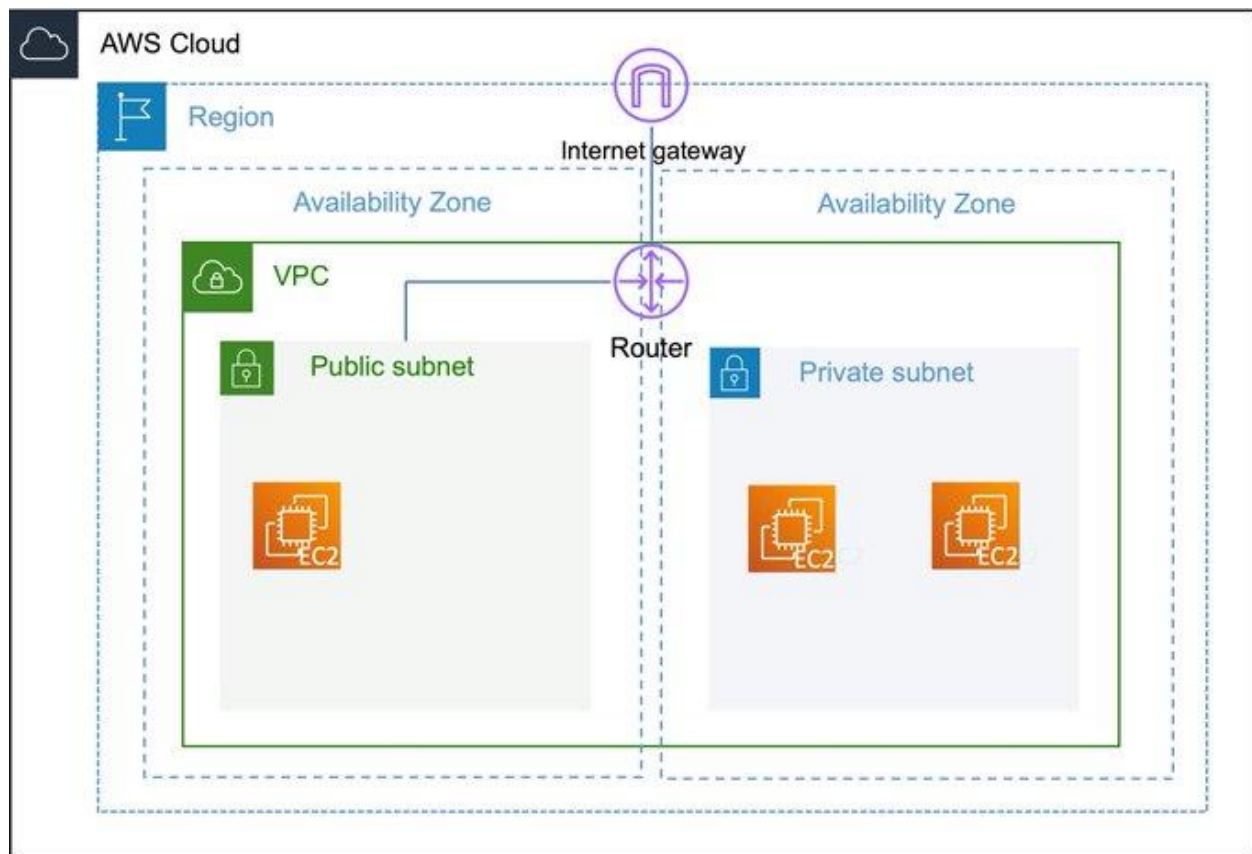 AWS Cloud
Region
Internet gateway
Availability Zone
Availability Zone
VPC
Router
Public subnet
Private subnet
EC2
EC2
EC2